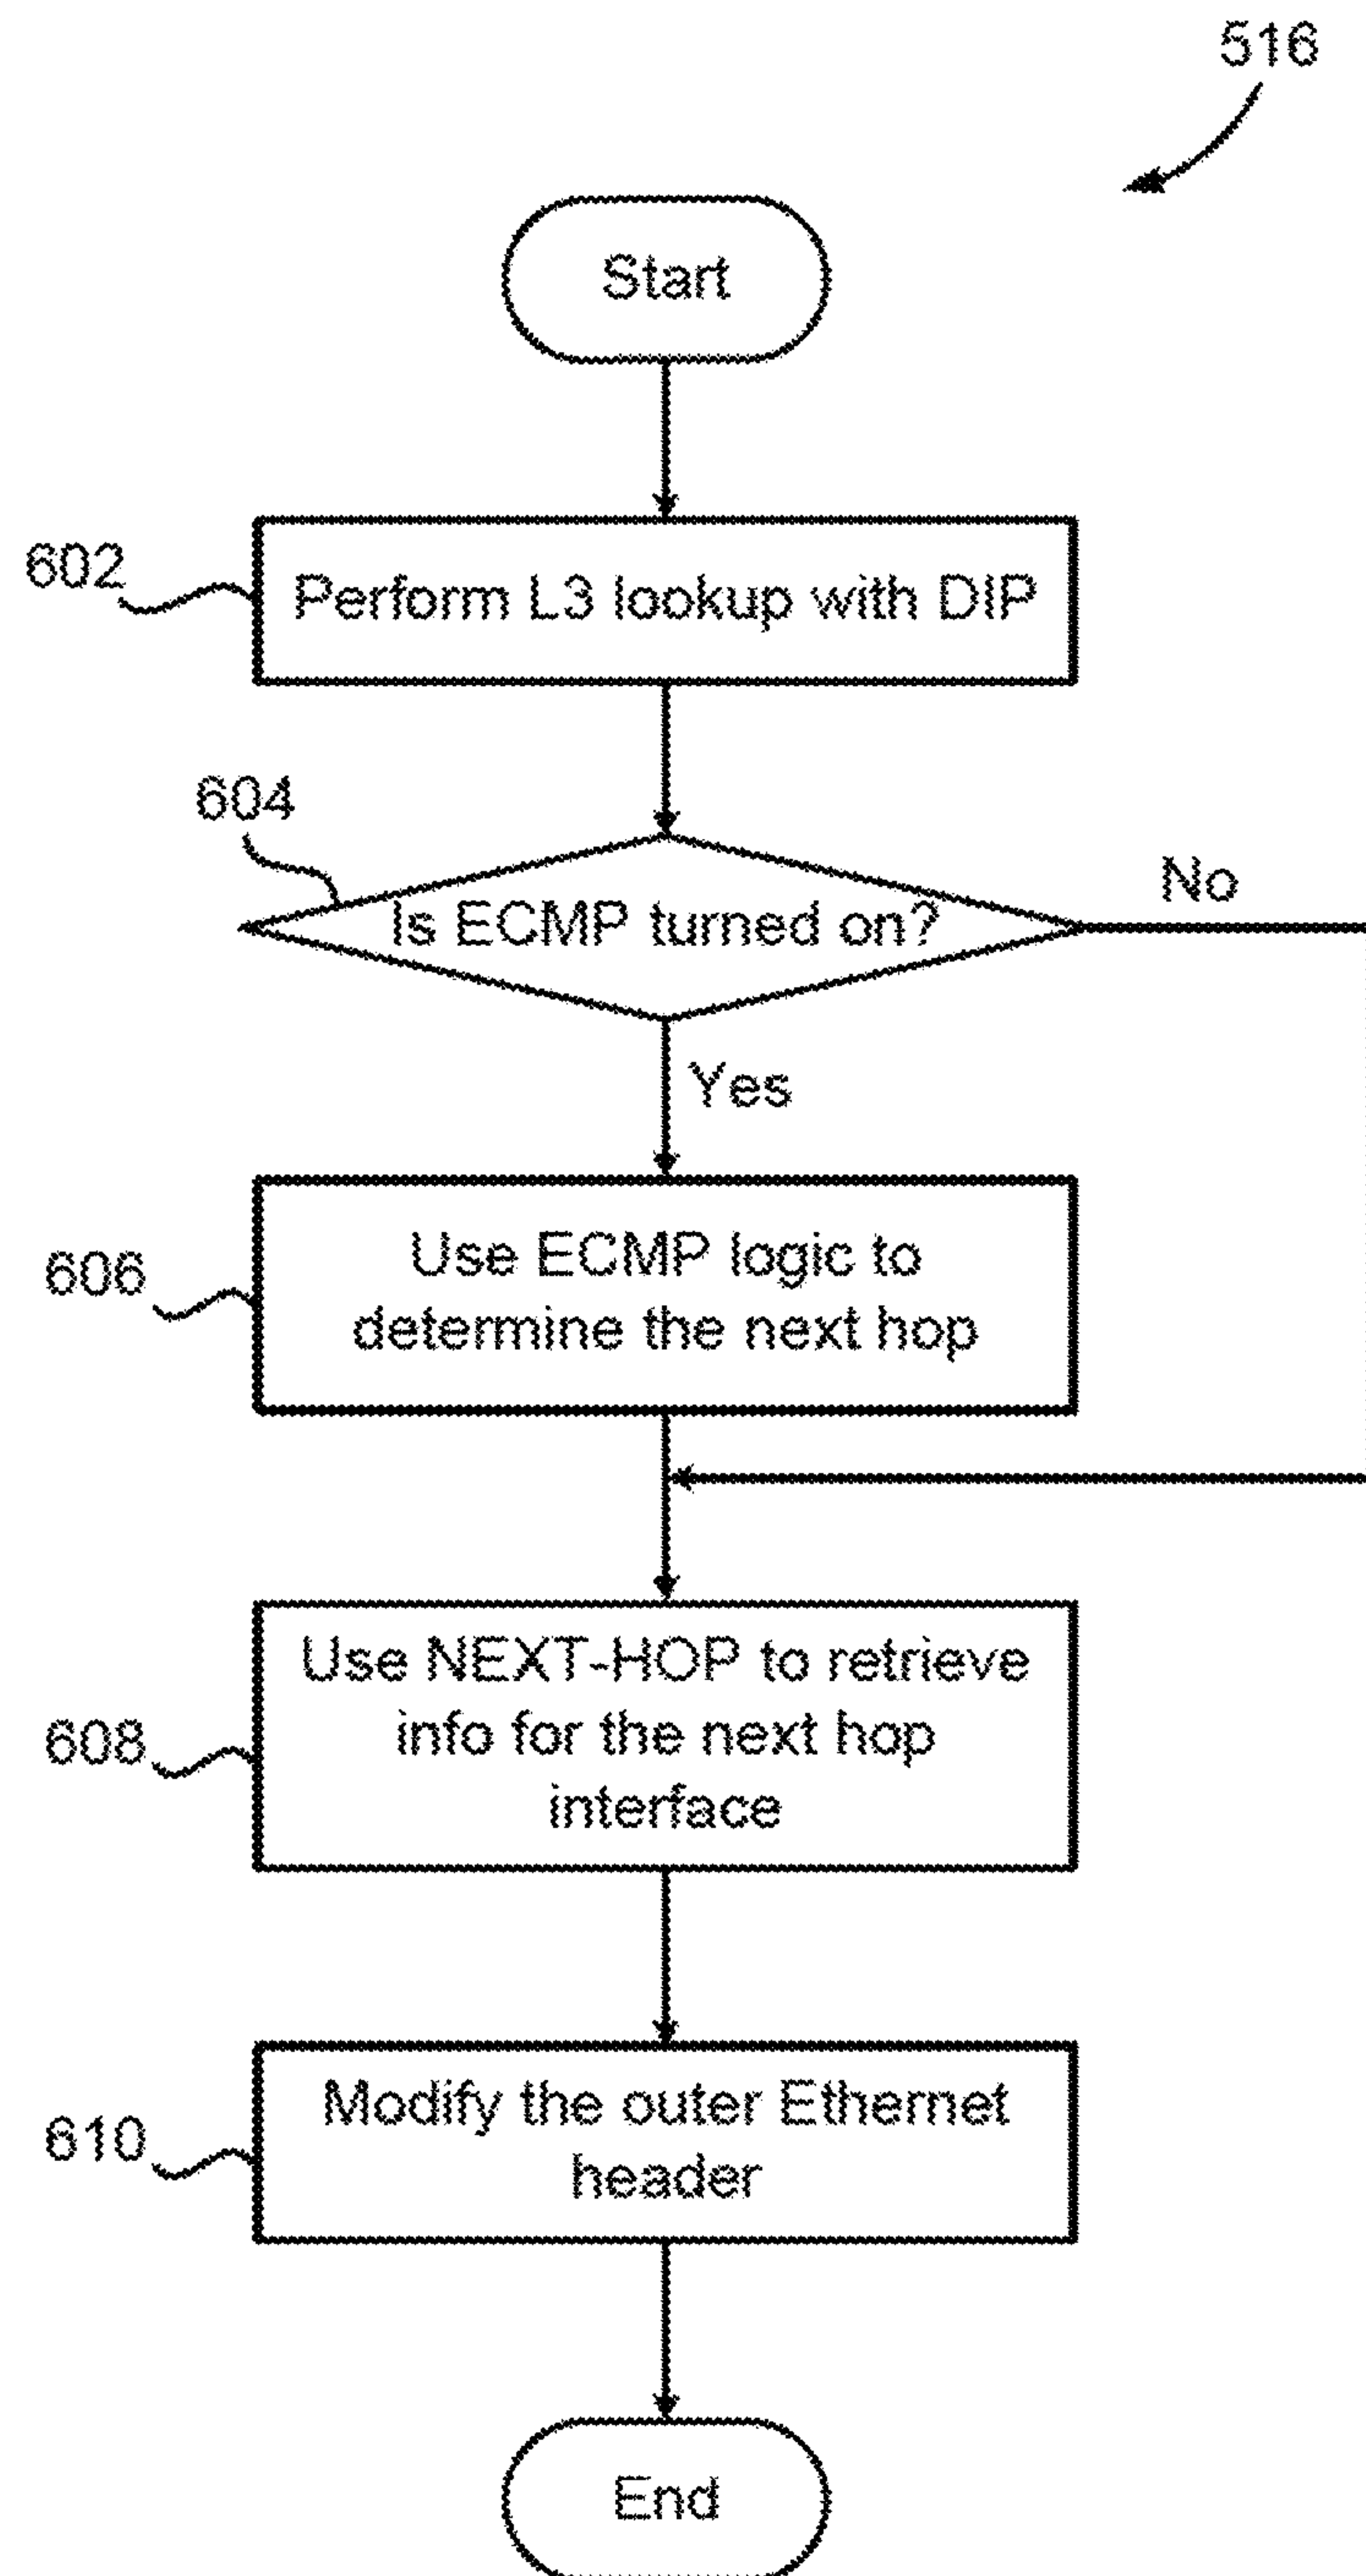 516
Start
602
Perform L3 lookup with DIP
604
Is ECMP turned on?
No
Yes
606
Use ECMP logic to
determine the next hop
608
Use NEXT-HOP to retrieve
info for the next hop
interface
610
Modify the outer Ethernet
header
End